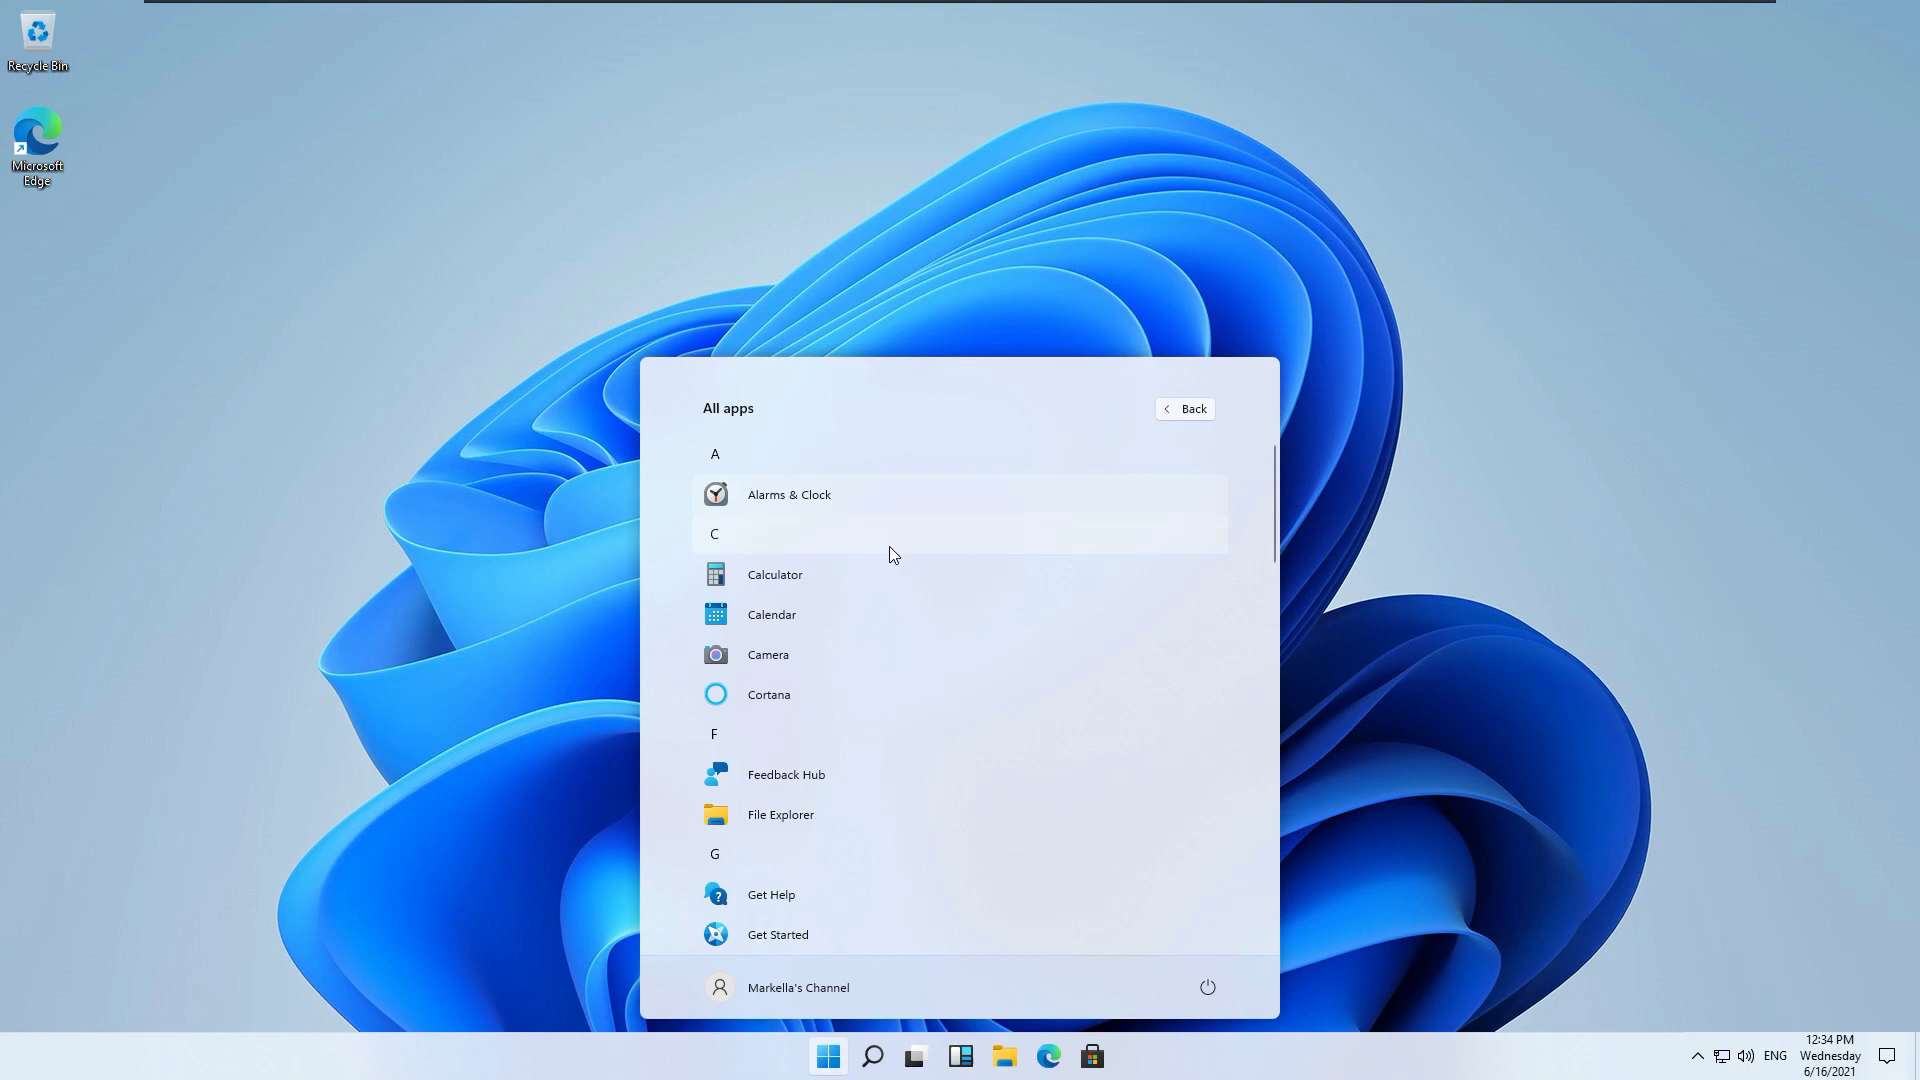 Recycle Bin
Microsoft
Edge
All apps
Back
A
Alarms & Clock
C
Calculator
Calendar
Camera
Cortana
F
Feedback Hub
File Explorer
G
Get Help
Get Started
Markella's Channel
ENG
12:34 PM
Wednesday
6/16/2021